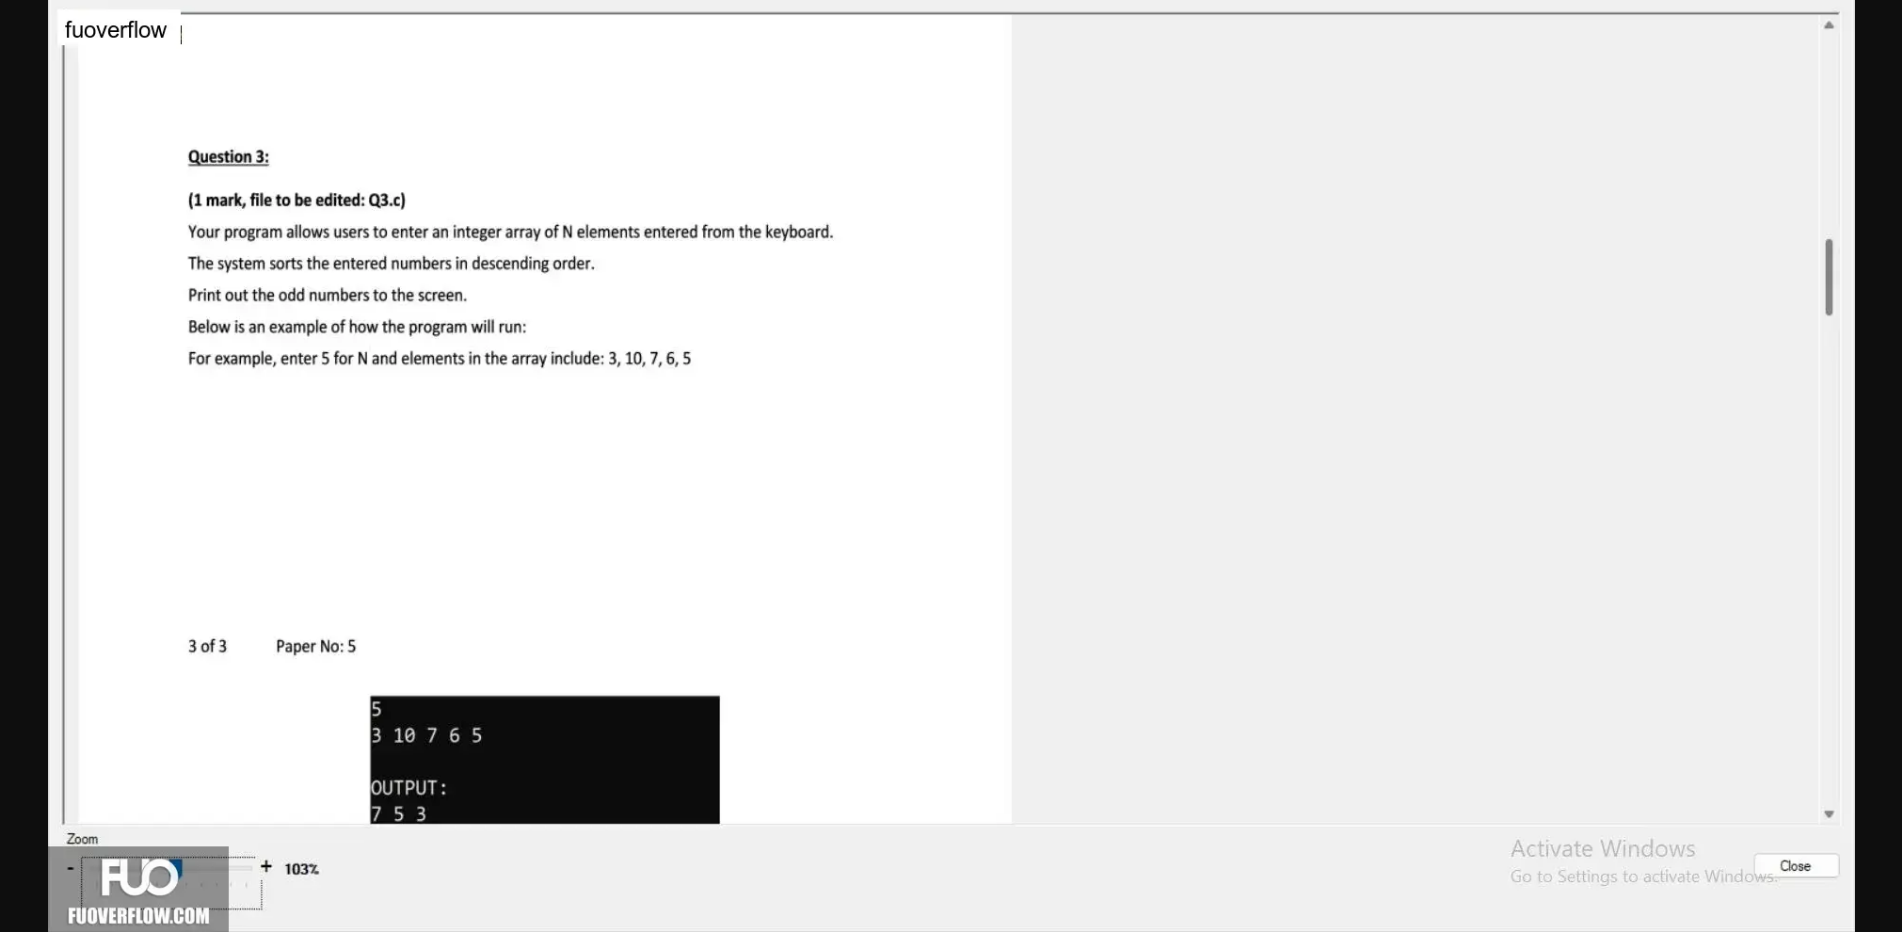 fuoverflow
Question 3:
(1 mark, file to be edited: Q3.c)
Your program allows users to enter an integer array of N elements entered from the keyboard.
The system sorts the entered numbers in descending order.
Print out the odd numbers to the screen.
Below is an example of how the program will run:
For example, enter 5 for N and elements in the array include: 3, 10, 7, 6, 5
3 of 3 Paper No: 5
5
3 10 7 6 5
OUTPUT:
7 5 3
Zoom
- + 103%
FUO
FUOVERFLOW.COM
Activate Windows
Go to Settings to activate Windows.
Close